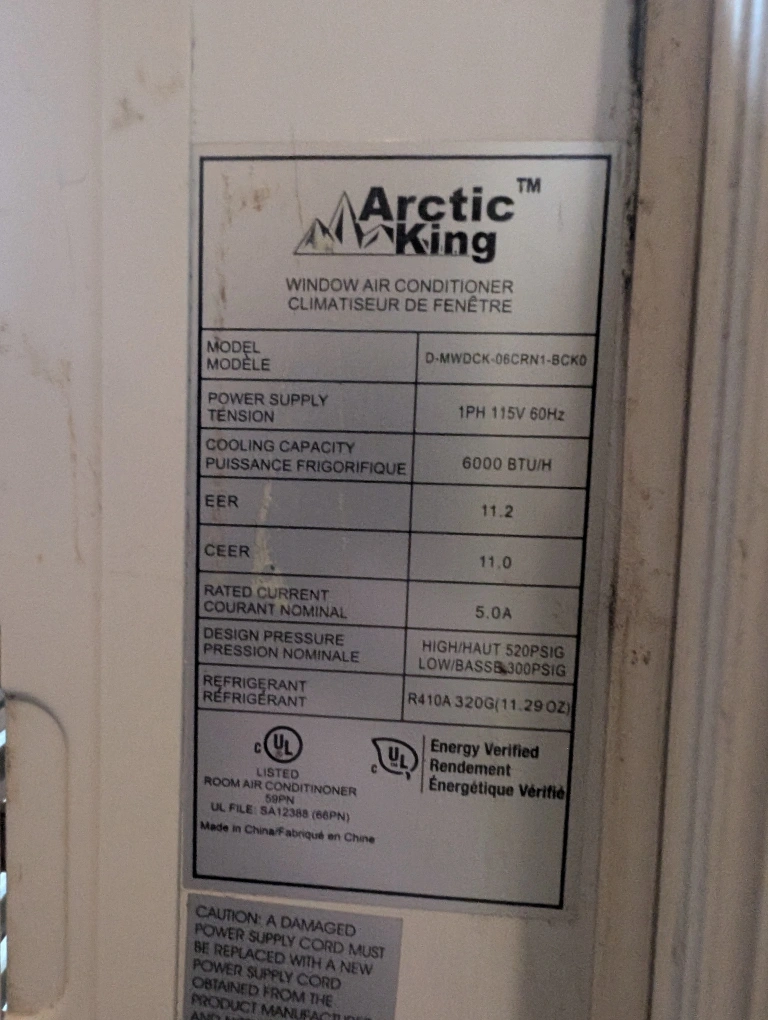 Arctic™
King
WINDOW AIR CONDITIONER
CLIMATISEUR DE FENÊTRE
MODEL
MODÈLE
D-MWDCK-06CRN1-BCK0
POWER SUPPLY
TENSION
1PH 115V 60Hz
COOLING CAPACITY
PUISSANCE FRIGORIFIQUE
6000 BTU/H
EER
11.2
CEER
11.0
RATED CURRENT
COURANT NOMINAL
5.0A
DESIGN PRESSURE
PRESSION NOMINALE
HIGH/HAUT 520PSIG
LOW/BASSE 300PSIG
REFRIGERANT
RÉFRIGÉRANT
R410A 320G(11.29 OZ)
C UL
LISTED
ROOM AIR CONDITINONER
59PN
UL FILE: SA12388 (66PN)
Made in China/Fabriqué en Chine
C UL
Energy Verified
Rendement
Énergétique Vérifié
CAUTION: A DAMAGED
POWER SUPPLY CORD MUST
BE REPLACED WITH A NEW
POWER SUPPLY CORD
OBTAINED FROM THE
PRODUCT MANUFACTURER